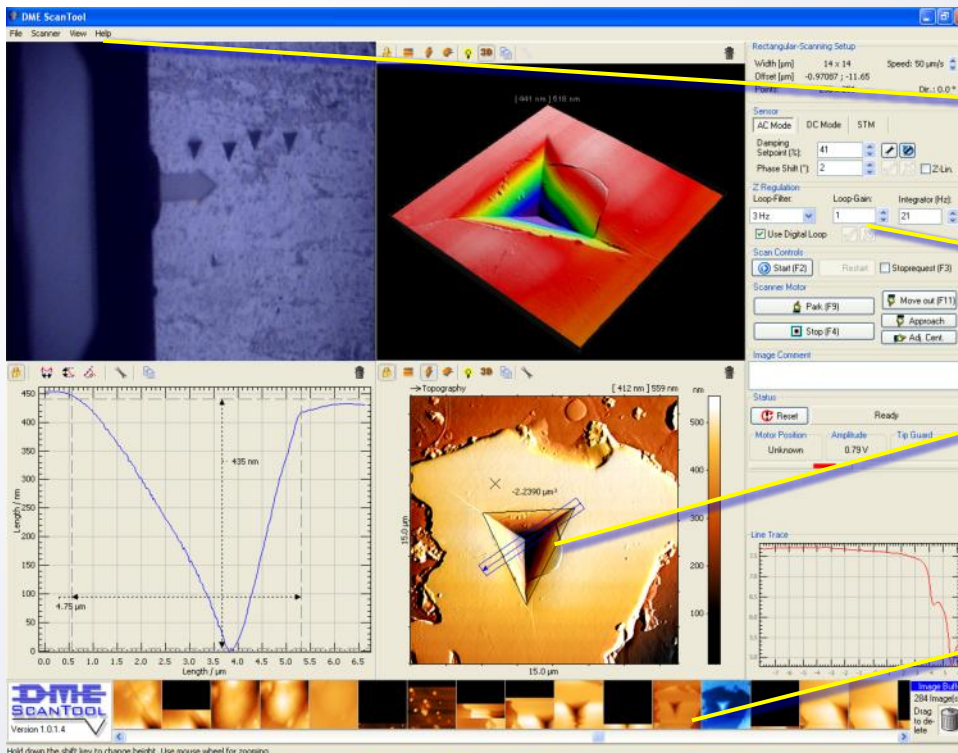 DME ScanTool
File Scanner View Help
Rectangular-Scanning Setup
Width [µm] 14 x 14 Speed: 50 µm/s
Offset [µm] -0.97087 ; -11.65
Points: Dir.: 0.0 °
Sensor
AC Mode DC Mode STM
Damping
Setpoint (%): 41
Phase Shift (°): 2 Z-Lin.
Z Regulation
Loop-Filter: Loop-Gain: Integrator (Hz):
3 Hz 1 21
Use Digital Loop
Scan Controls
Start (F2) Restart Stoprequest (F3)
Scanner Motor
Park (F9) Move out (F11)
Approach
Stop (F4) Adj. Cent.
Image Comment
Status
Reset Ready
Motor Position Amplitude Tip Guard
Unknown 0.79 V
Line Trace
3D
[ 441 nm ] 518 nm
Length / nm
450
400
350
300
250
200
150
100
50
0
435 nm
4.75 µm
0.0 0.5 1.0 1.5 2.0 2.5 3.0 3.5 4.0 4.5 5.0 5.5 6.0 6.5
Length / µm
3D
Topography [ 412 nm ] 559 nm nm
-2.2390 µm³
15.0 µm
15.0 µm
500
400
300
200
100
DME
SCANTOOL
Version 1.0.1.4
Image Buff
284 Image(s
Drag
to de-
lete
Hold down the shift key to change height. Use mouse wheel for zooming.